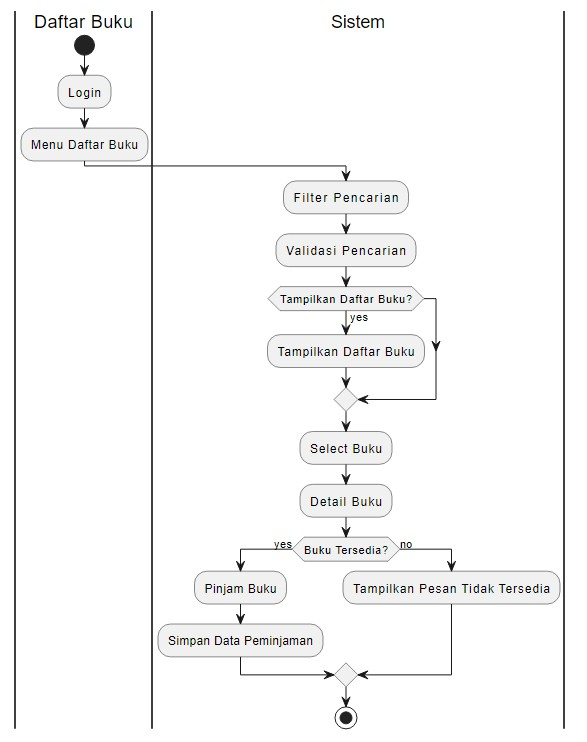 Daftar Buku
Sistem
Login
Menu Daftar Buku
Filter Pencarian
Validasi Pencarian
Tampilkan Daftar Buku?
yes
Tampilkan Daftar Buku
Select Buku
Detail Buku
yes
Buku Tersedia?
no
Pinjam Buku
Tampilkan Pesan Tidak Tersedia
Simpan Data Peminjaman